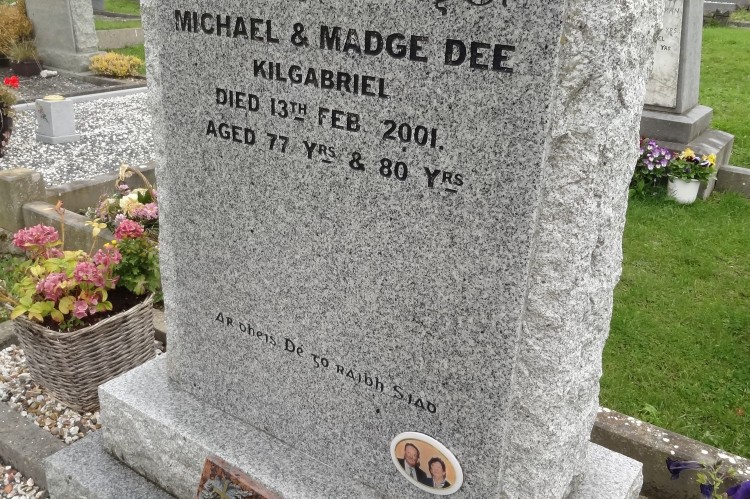 MICHAEL & MADGE DEE
KILGABRIEL
DIED 13TH FEB. 2001.
AGED 77 YRS & 80 YRS
Ar dheis Dé go raibh Siad